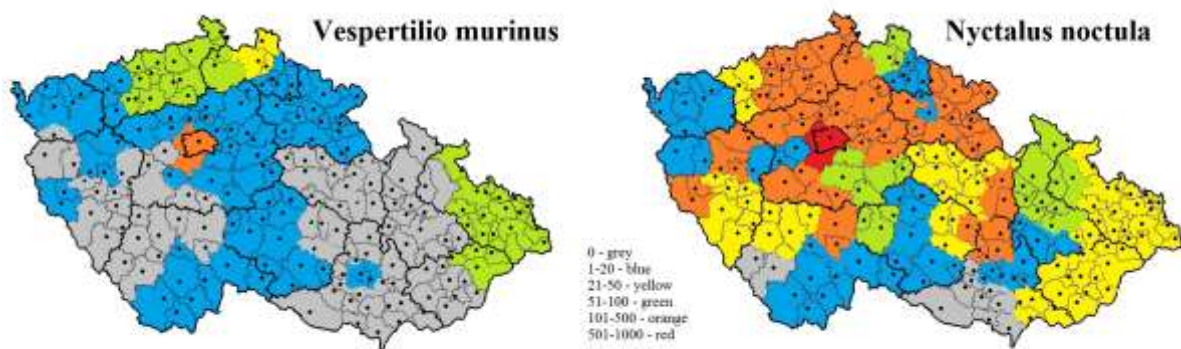 Vespertilio murinus
Nyctalus noctula
0 - grey
1-20 - blue
21-50 - yellow
51-100 - green
101-500 - orange
501-1000 - red